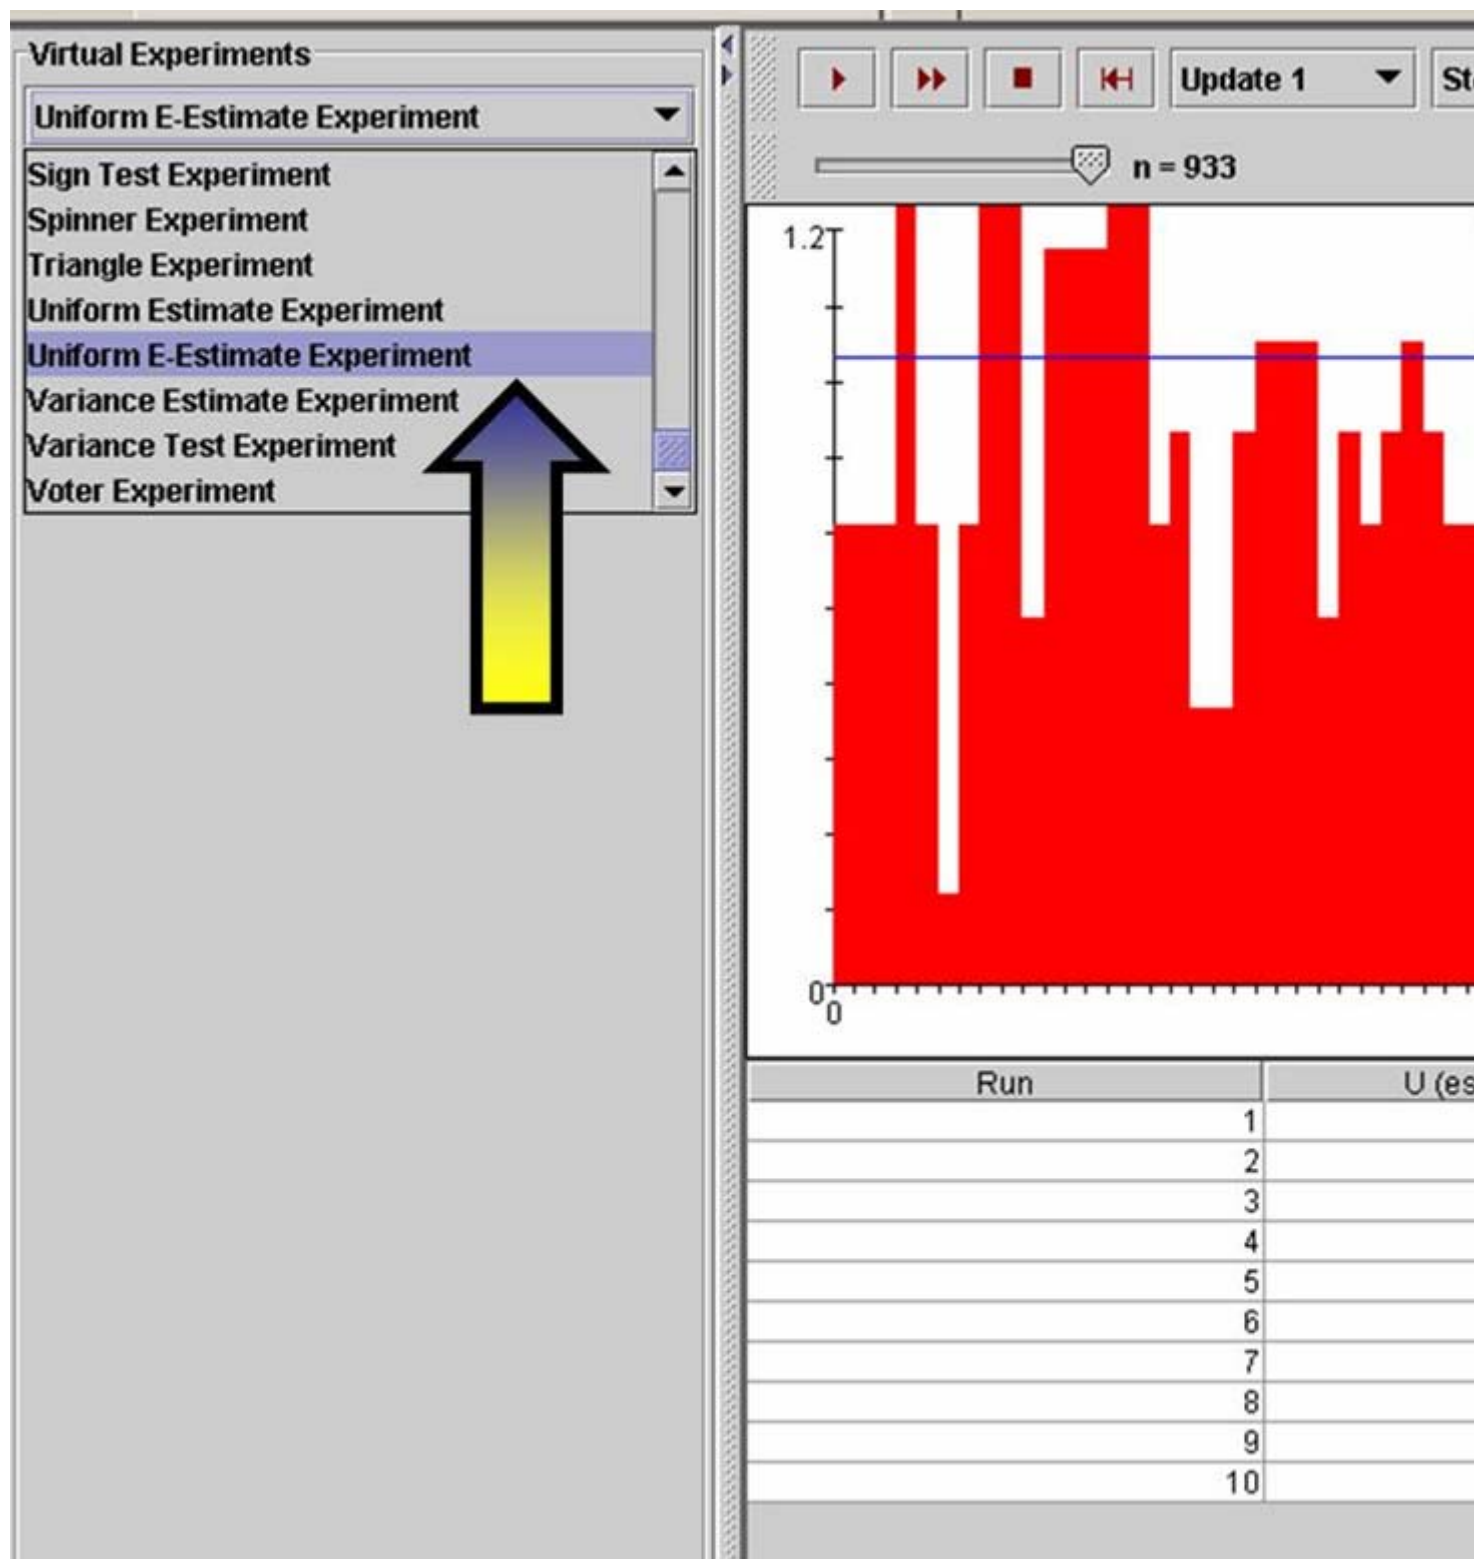 Virtual Experiments
Uniform E-Estimate Experiment
Sign Test Experiment
Spinner Experiment
Triangle Experiment
Uniform Estimate Experiment
Uniform E-Estimate Experiment
Variance Estimate Experiment
Variance Test Experiment
Voter Experiment
Update 1
n = 933
1.2
0
0
Run U (es
1
2
3
4
5
6
7
8
9
10